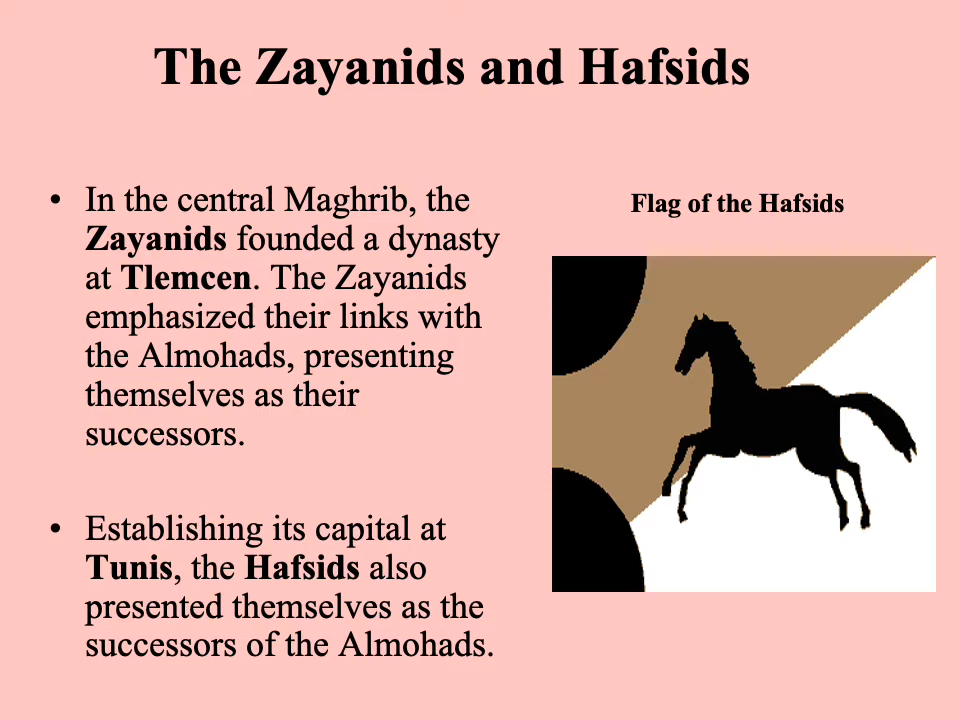 The Zayanids and Hafsids
• In the central Maghrib, the
Zayanids founded a dynasty
at Tlemcen. The Zayanids
emphasized their links with
the Almohads, presenting
themselves as their
successors.
• Establishing its capital at
Tunis, the Hafsids also
presented themselves as the
successors of the Almohads.
Flag of the Hafsids